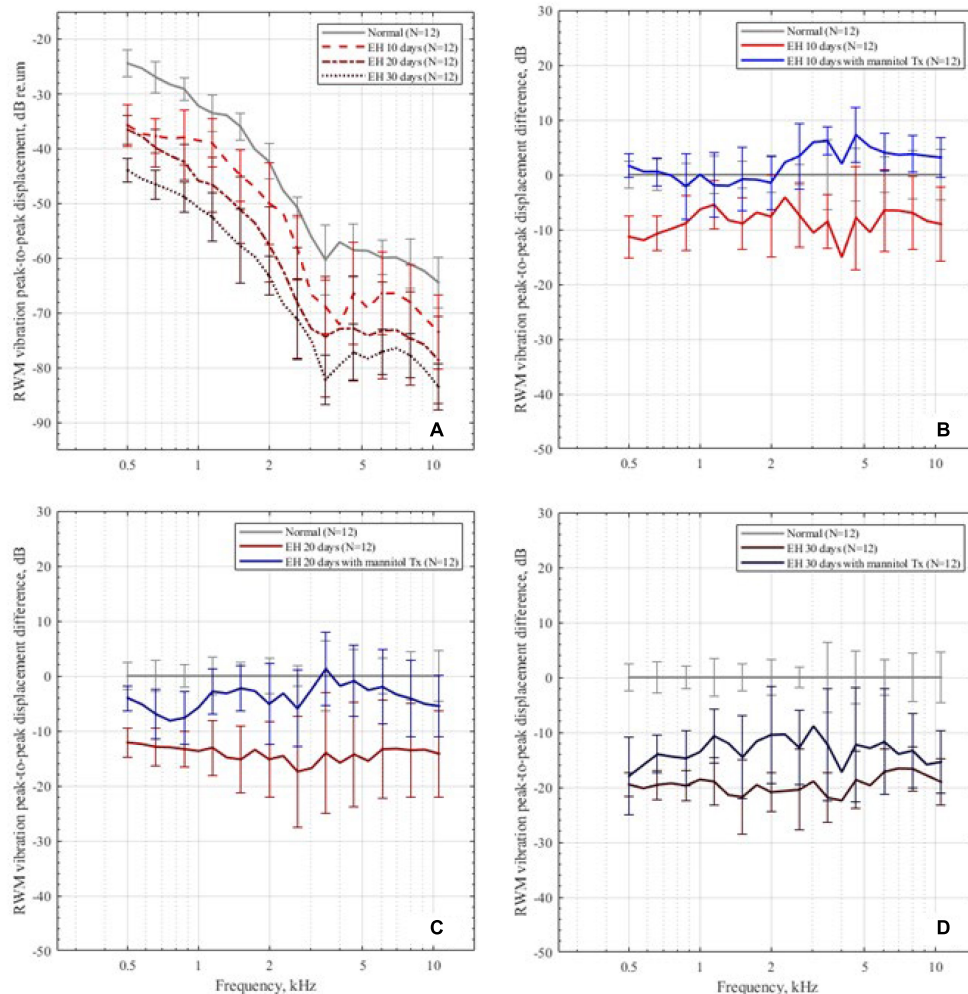 Normal (N=12)
EH 10 days (N=12)
EH 20 days (N=12)
EH 30 days (N=12)
RWM vibration peak-to-peak displacement, dB re.um
-20
-30
-40
-50
-60
-70
-80
-90
0.5 1 2 5 10
A
Normal (N=12)
EH 10 days (N=12)
EH 10 days with mannitol Tx (N=12)
RWM vibration peak-to-peak displacement difference, dB
30
20
10
0
-10
-20
-30
-40
-50
0.5 1 2 5 10
B
Normal (N=12)
EH 20 days (N=12)
EH 20 days with mannitol Tx (N=12)
RWM vibration peak-to-peak displacement difference, dB
30
20
10
0
-10
-20
-30
-40
-50
0.5 1 2 5 10
Frequency, kHz
C
Normal (N=12)
EH 30 days (N=12)
EH 30 days with mannitol Tx (N=12)
RWM vibration peak-to-peak displacement difference, dB
30
20
10
0
-10
-20
-30
-40
-50
0.5 1 2 5 10
Frequency, kHz
D